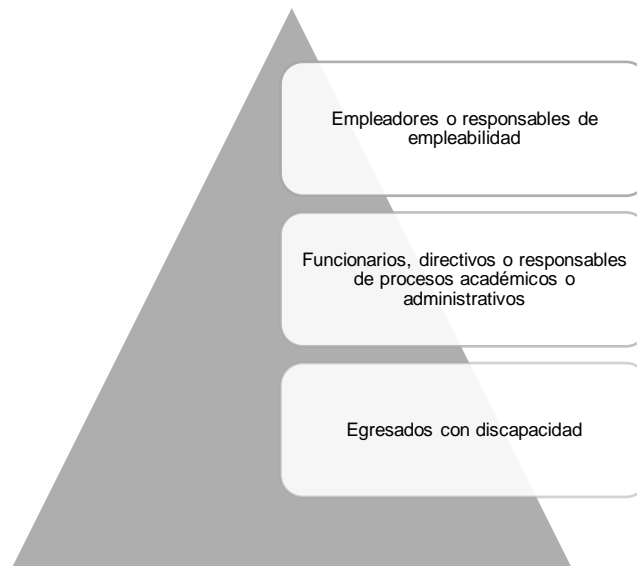 Empleadores o responsables de
empleabilidad
Funcionarios, directivos o responsables
de procesos académicos o
administrativos
Egresados con discapacidad